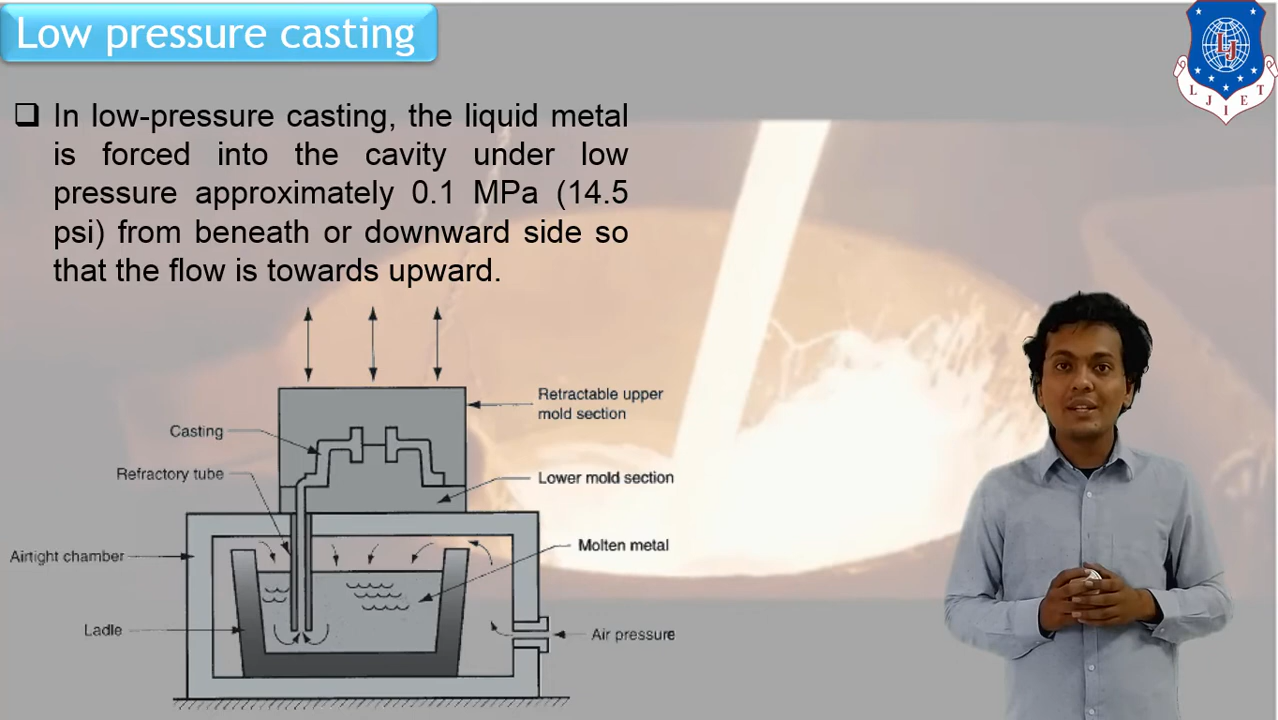 Low pressure casting
❑ In low-pressure casting, the liquid metal
is forced into the cavity under low
pressure approximately 0.1 MPa (14.5
psi) from beneath or downward side so
that the flow is towards upward.
Retractable upper
mold section
Casting
Refractory tube
Lower mold section
Airtight chamber
Molten metal
Ladle
Air pressure
LJ
LJIET